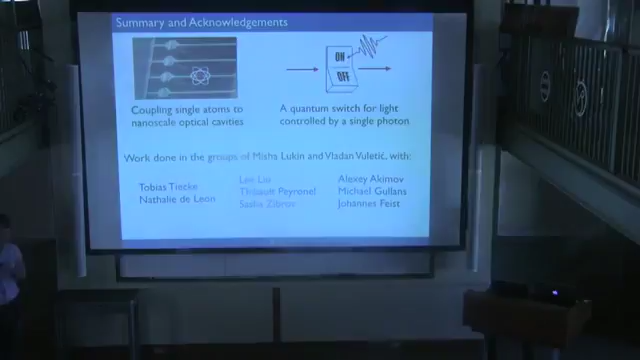 Summary and Acknowledgements
ON
OFF
Coupling single atoms to
nanoscale optical cavities
A quantum switch for light
controlled by a single photon
Work done in the groups of Misha Lukin and Vladan Vuletić, with:
Tobias Tiecke
Nathalie de Leon
Lee Liu
Thibault Peyronel
Sasha Zibrov
Alexey Akimov
Michael Gullans
Johannes Feist